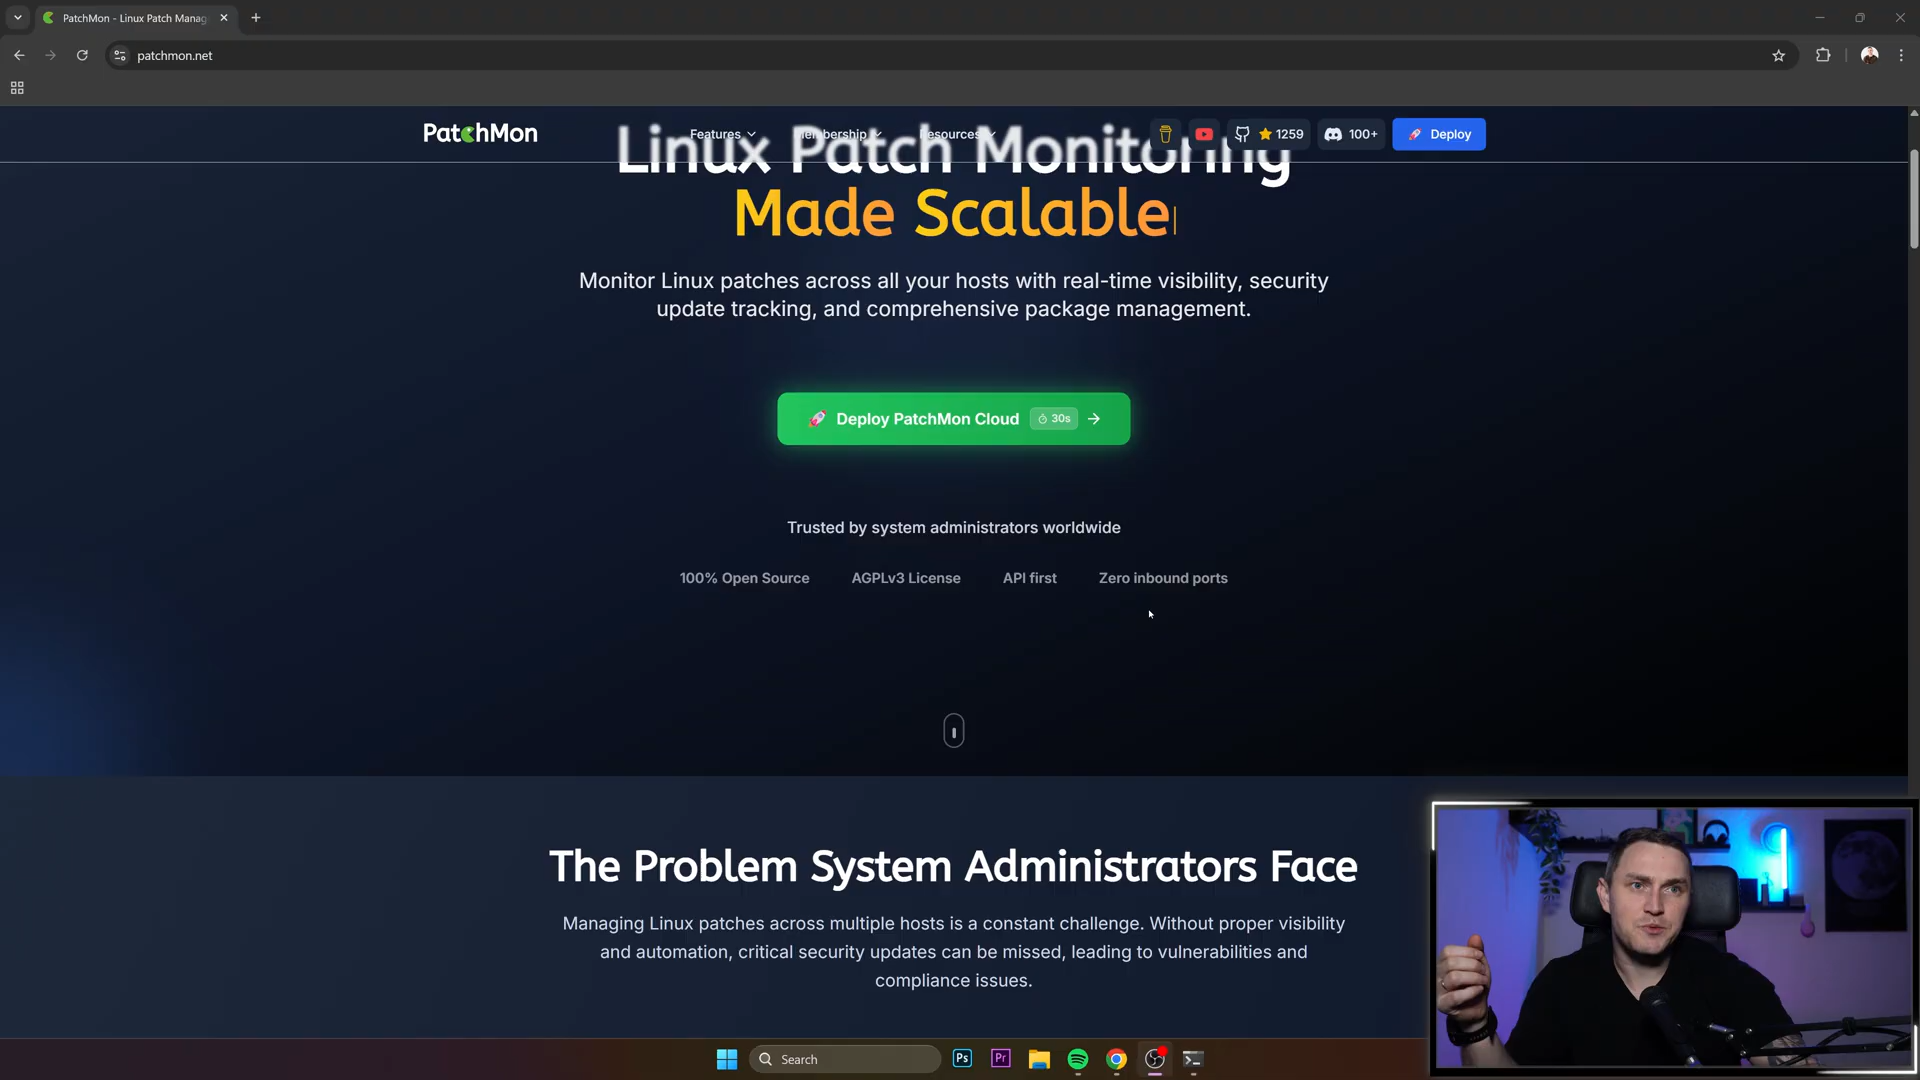 PatchMon - Linux Patch Manag
patchmon.net
PatchMon
Features
Membership
Resources
1259
100+
Deploy
Linux Patch Monitoring
Made Scalable
Monitor Linux patches across all your hosts with real-time visibility, security
update tracking, and comprehensive package management.
Deploy PatchMon Cloud
30s
Trusted by system administrators worldwide
100% Open Source
AGPLv3 License
API first
Zero inbound ports
The Problem System Administrators Face
Managing Linux patches across multiple hosts is a constant challenge. Without proper visibility
and automation, critical security updates can be missed, leading to vulnerabilities and
compliance issues.
Search
Ps
Pr